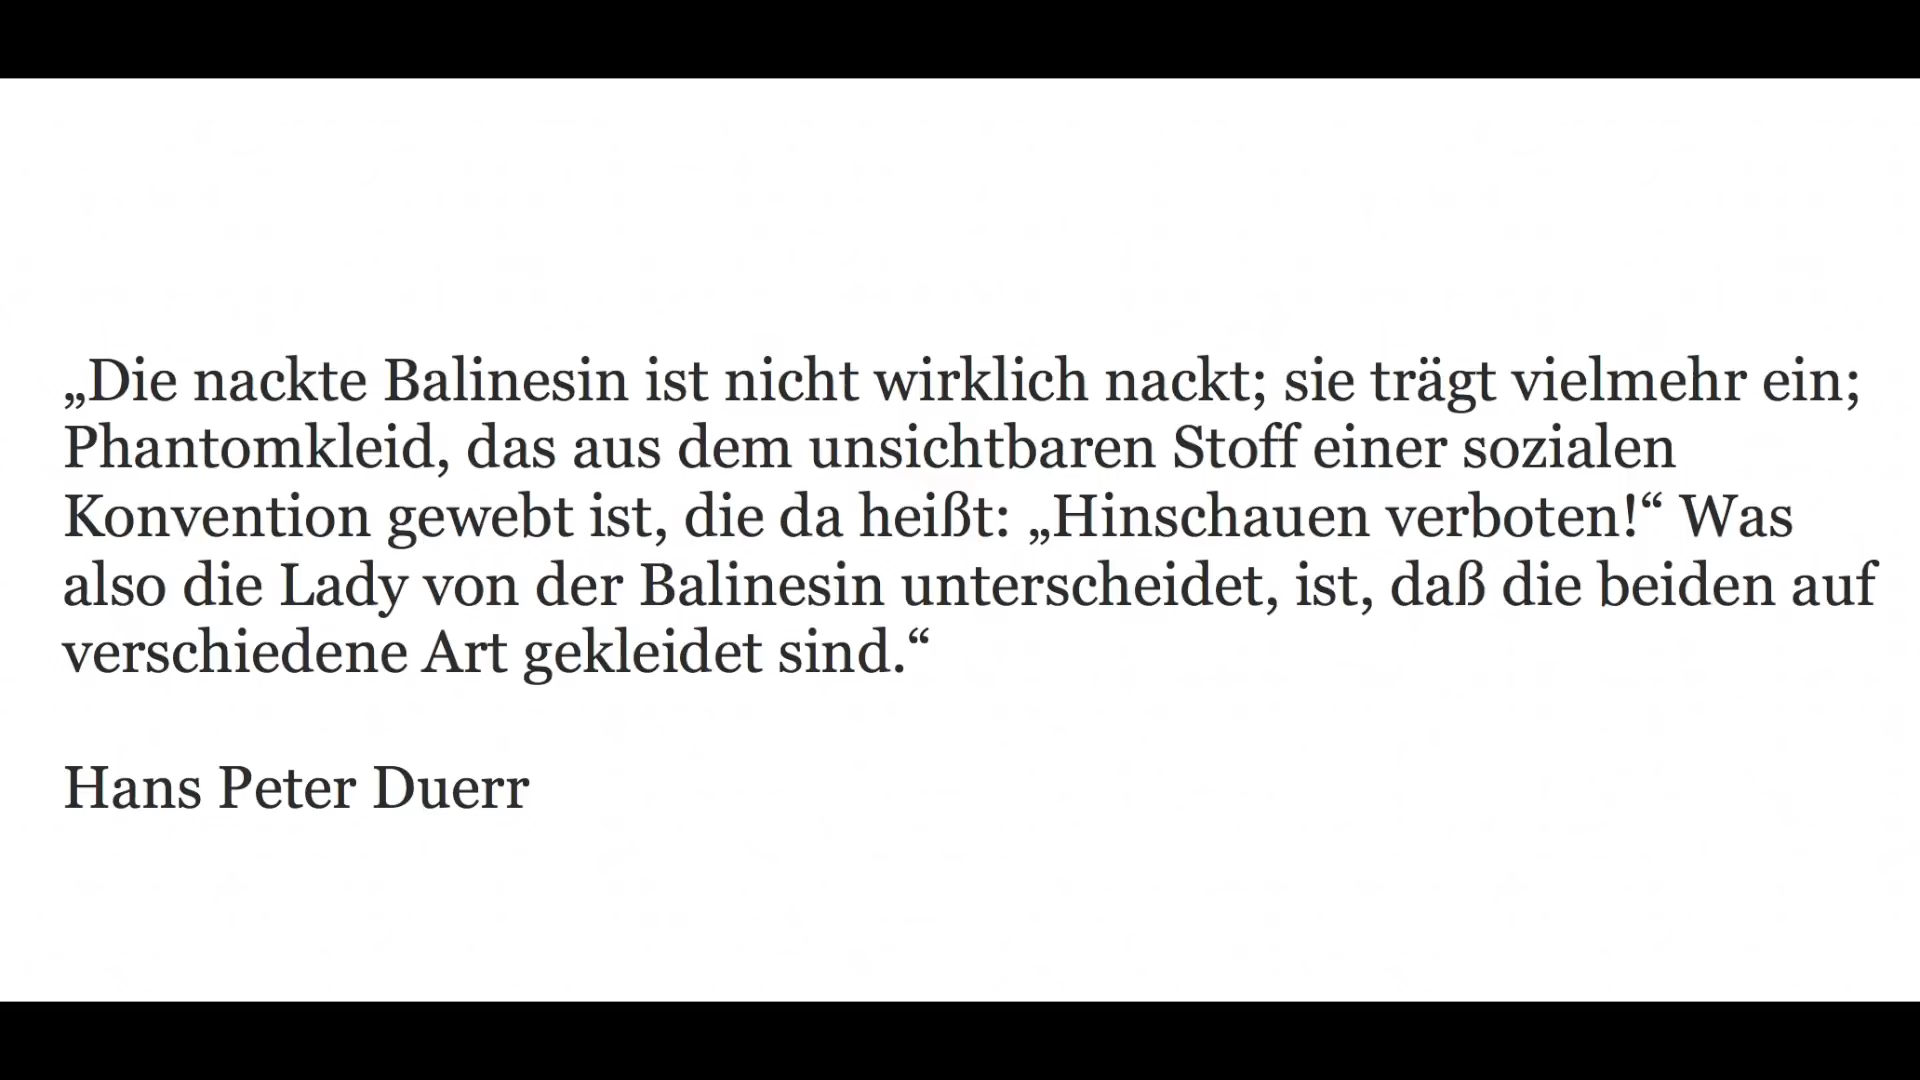 „Die nackte Balinesin ist nicht wirklich nackt; sie trägt vielmehr ein;
Phantomkleid, das aus dem unsichtbaren Stoff einer sozialen
Konvention gewebt ist, die da heißt: „Hinschauen verboten!“ Was
also die Lady von der Balinesin unterscheidet, ist, daß die beiden auf
verschiedene Art gekleidet sind.“
Hans Peter Duerr